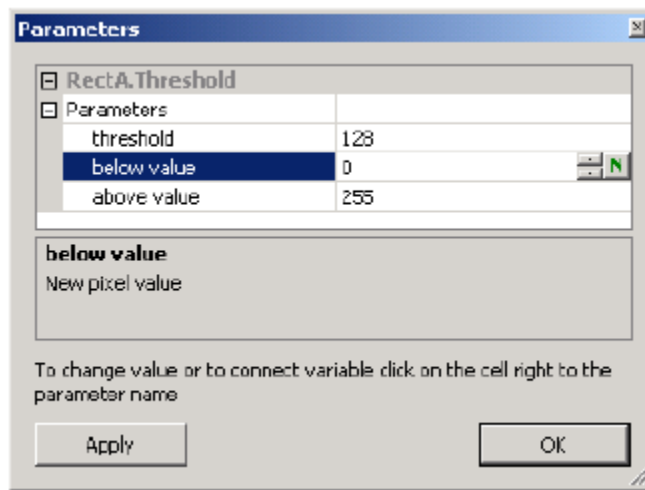 Parameters
RectA.Threshold
Parameters
threshold 128
below value 0 N
above value 255
below value
New pixel value
To change value or to connect variable click on the cell right to the
parameter name
Apply OK